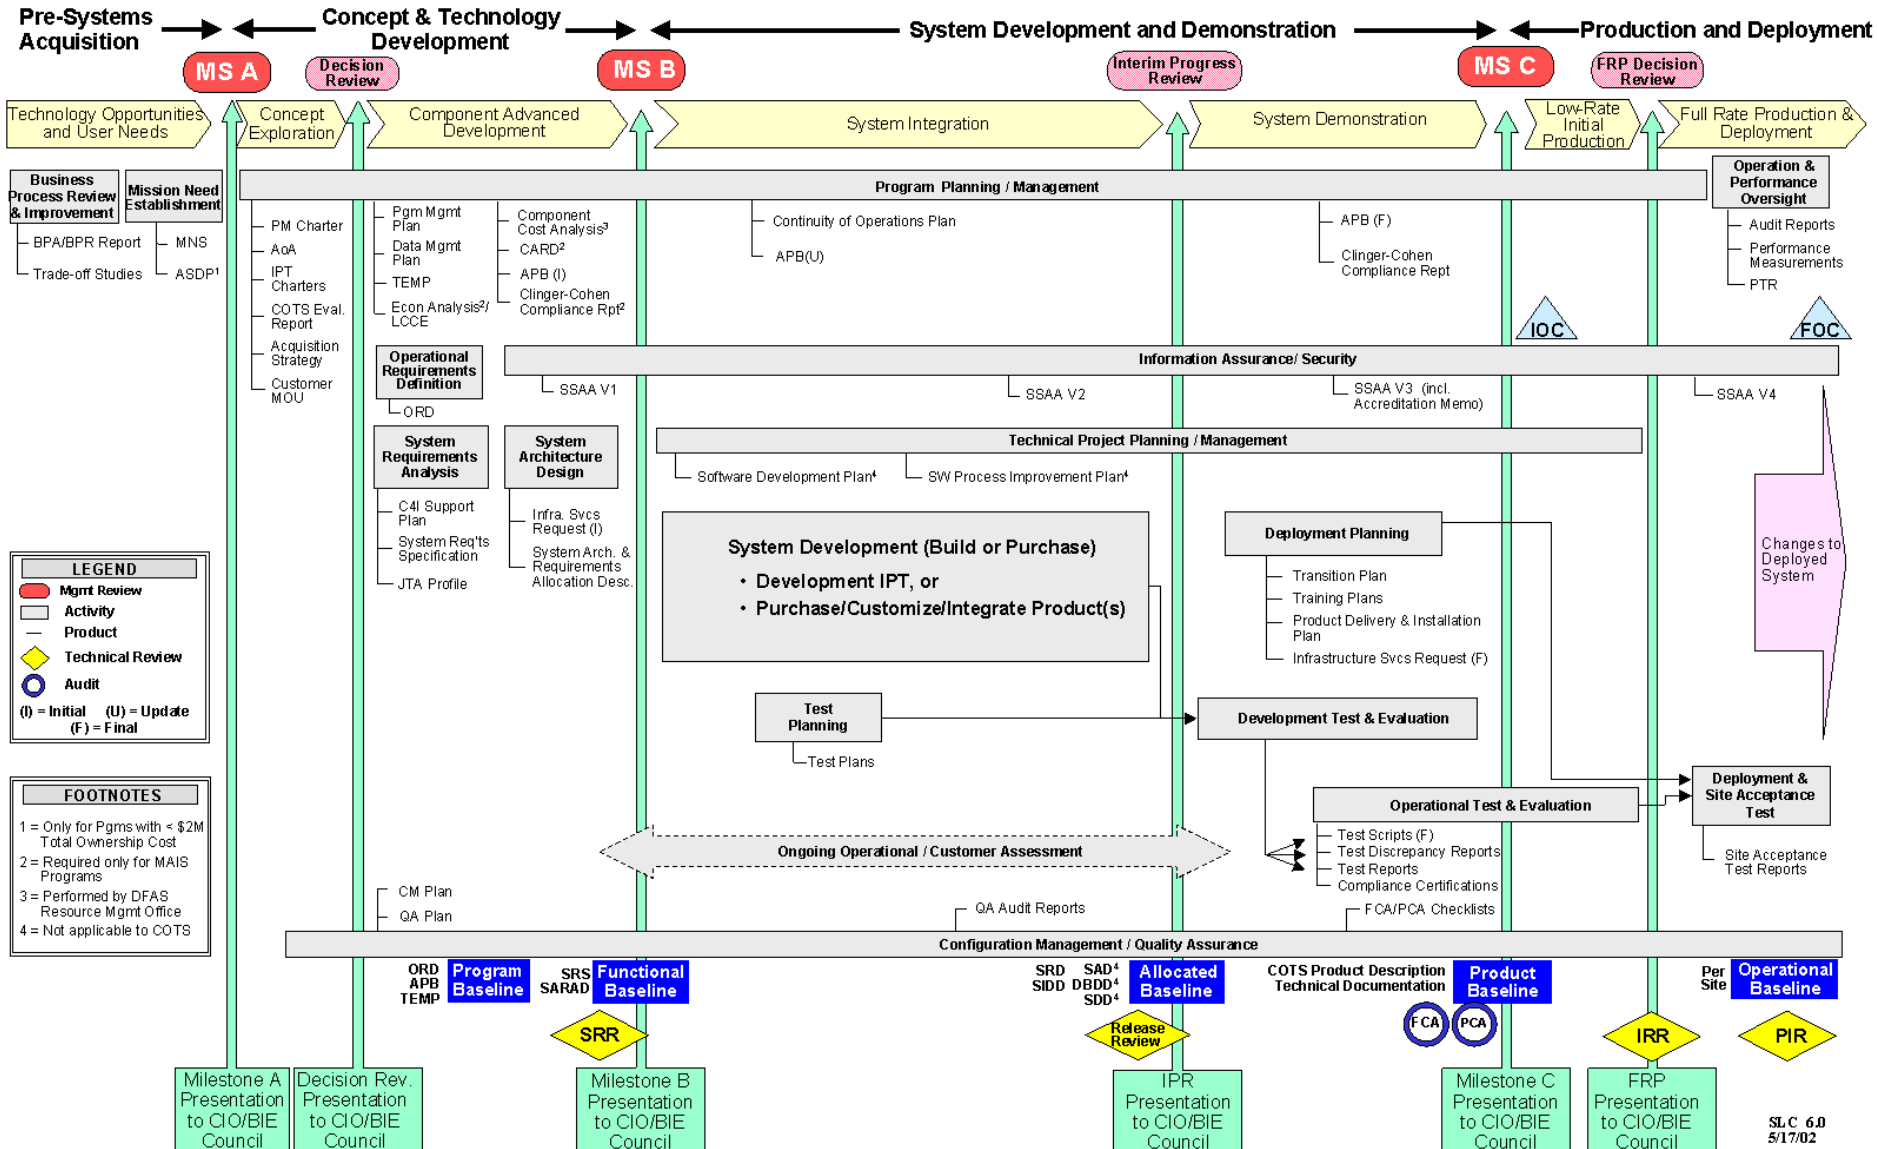 Pre-Systems
Acquisition
Concept & Technology
Development
System Development and Demonstration
Production and Deployment
MS A
Decision
Review
MS B
Interim Progress
Review
MS C
FRP Decision
Review
Technology Opportunities
and User Needs
Concept
Exploration
Component Advanced
Development
System Integration
System Demonstration
Low-Rate
Initial
Production
Full Rate Production &
Deployment
Business
Process Review
& Improvement
BPA/BPR Report
Trade-off Studies
Mission Need
Establishment
MNS
ASDP¹
Program Planning / Management
PM Charter
AoA
IPT
Charters
COTS Eval.
Report
Acquisition
Strategy
Customer
MOU
Pgm Mgmt
Plan
Data Mgmt
Plan
TEMP
Econ Analysis²/
LCCE
Component
Cost Analysis³
CARD²
APB (I)
Clinger-Cohen
Compliance Rpt²
Continuity of Operations Plan
APB(U)
APB (F)
Clinger-Cohen
Compliance Rept
Operation &
Performance
Oversight
Audit Reports
Performance
Measurements
PTR
IOC
FOC
Operational
Requirements
Definition
ORD
Information Assurance/ Security
SSAA V1
SSAA V2
SSAA V3 (incl.
Accreditation Memo)
SSAA V4
System
Requirements
Analysis
C4I Support
Plan
System Req'ts
Specification
JTA Profile
System
Architecture
Design
Infra. Svcs
Request (I)
System Arch. &
Requirements
Allocation Desc.
Technical Project Planning / Management
Software Development Plan⁴
SW Process Improvement Plan⁴
System Development (Build or Purchase)
• Development IPT, or
• Purchase/Customize/Integrate Product(s)
Deployment Planning
Transition Plan
Training Plans
Product Delivery & Installation
Plan
Infrastructure Svcs Request (F)
Changes to
Deployed
System
LEGEND
Mgmt Review
Activity
Product
Technical Review
Audit
(I) = Initial (U) = Update
(F) = Final
Test
Planning
Test Plans
Development Test & Evaluation
Operational Test & Evaluation
Test Scripts (F)
Test Discrepancy Reports
Test Reports
Compliance Certifications
Deployment &
Site Acceptance
Test
Site Acceptance
Test Reports
FOOTNOTES
1 = Only for Pgms with < $2M
Total Ownership Cost
2 = Required only for MAIS
Programs
3 = Performed by DFAS
Resource Mgmt Office
4 = Not applicable to COTS
Ongoing Operational / Customer Assessment
CM Plan
QA Plan
QA Audit Reports
FCA/PCA Checklists
Configuration Management / Quality Assurance
ORD
APB
TEMP
Program
Baseline
SRS
SARAD
Functional
Baseline
SRD SAD⁴
SIDD DBDD⁴
SDD⁴
Allocated
Baseline
COTS Product Description
Technical Documentation
Product
Baseline
Per
Site
Operational
Baseline
SRR
Release
Review
FCA
PCA
IRR
PIR
Milestone A
Presentation
to CIO/BIE
Council
Decision Rev.
Presentation
to CIO/BIE
Council
Milestone B
Presentation
to CIO/BIE
Council
IPR
Presentation
to CIO/BIE
Council
Milestone C
Presentation
to CIO/BIE
Council
FRP
Presentation
to CIO/BIE
Council
SLC 6.0
5/17/02